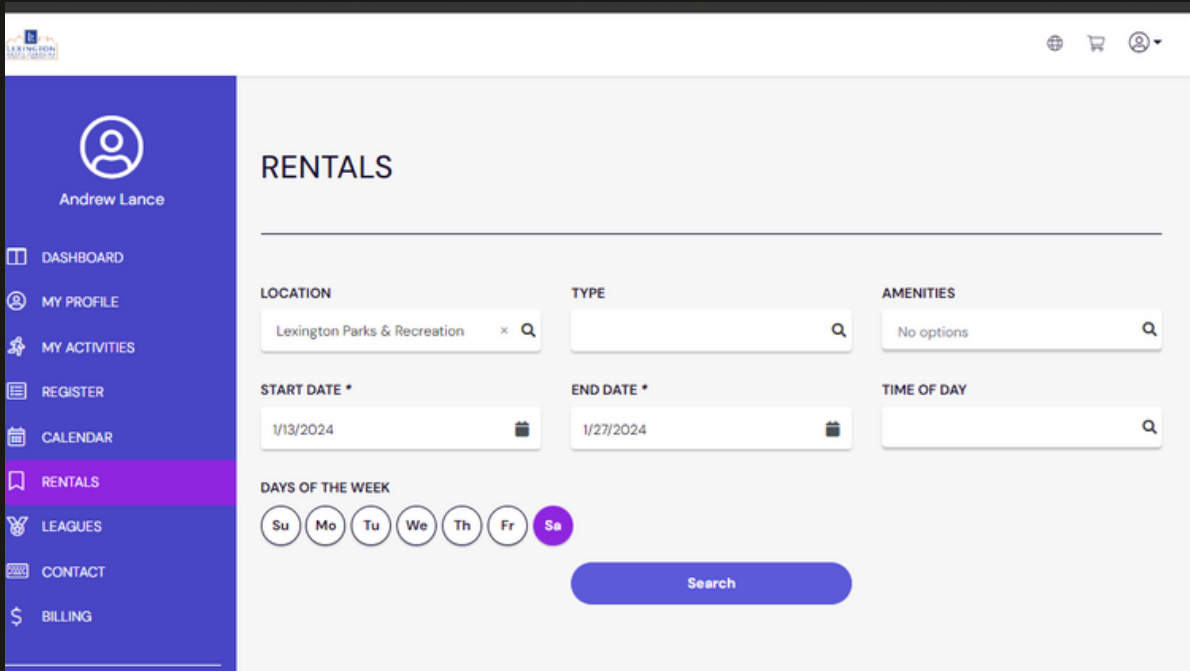 LEXINGTON
Andrew Lance
DASHBOARD
MY PROFILE
MY ACTIVITIES
REGISTER
CALENDAR
RENTALS
LEAGUES
CONTACT
BILLING
RENTALS
LOCATION
Lexington Parks & Recreation ×
TYPE
AMENITIES
No options
START DATE *
1/13/2024
END DATE *
1/27/2024
TIME OF DAY
DAYS OF THE WEEK
Su Mo Tu We Th Fr Sa
Search